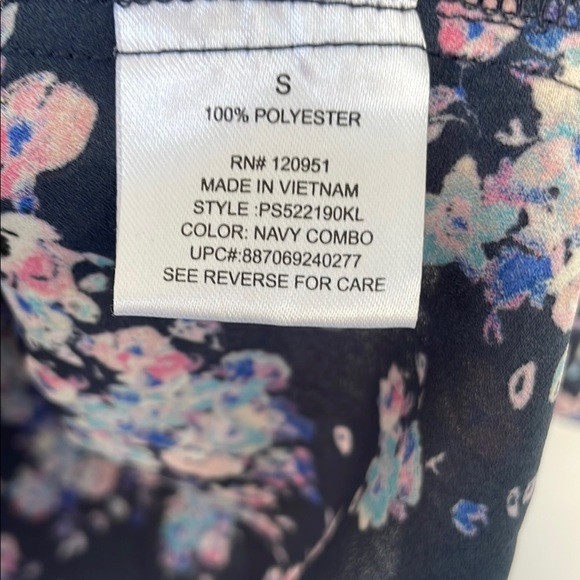 S
100% POLYESTER
RN# 120951
MADE IN VIETNAM
STYLE :PS522190KL
COLOR: NAVY COMBO
UPC#:887069240277
SEE REVERSE FOR CARE